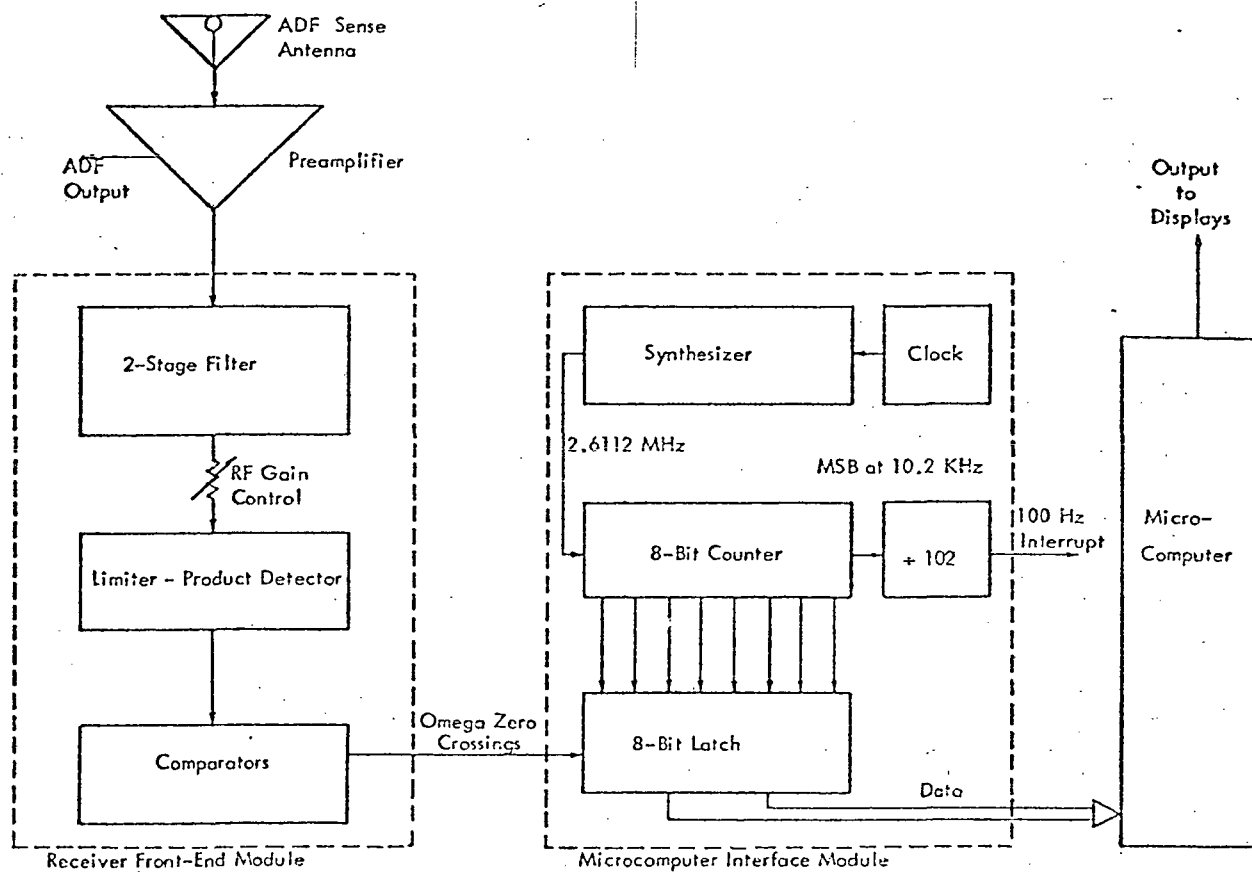 ADF Sense
Antenna
Preamplifier
ADF
Output
Output
to
Displays
2-Stage Filter
Synthesizer
Clock
2.6112 MHz
MSB at 10.2 KHz
RF Gain
Control
8-Bit Counter
÷ 102
100 Hz
Interrupt
Micro-
Computer
Limiter - Product Detector
Omega Zero
Crossings
8-Bit Latch
Comparators
Data
Receiver Front-End Module
Microcomputer Interface Module